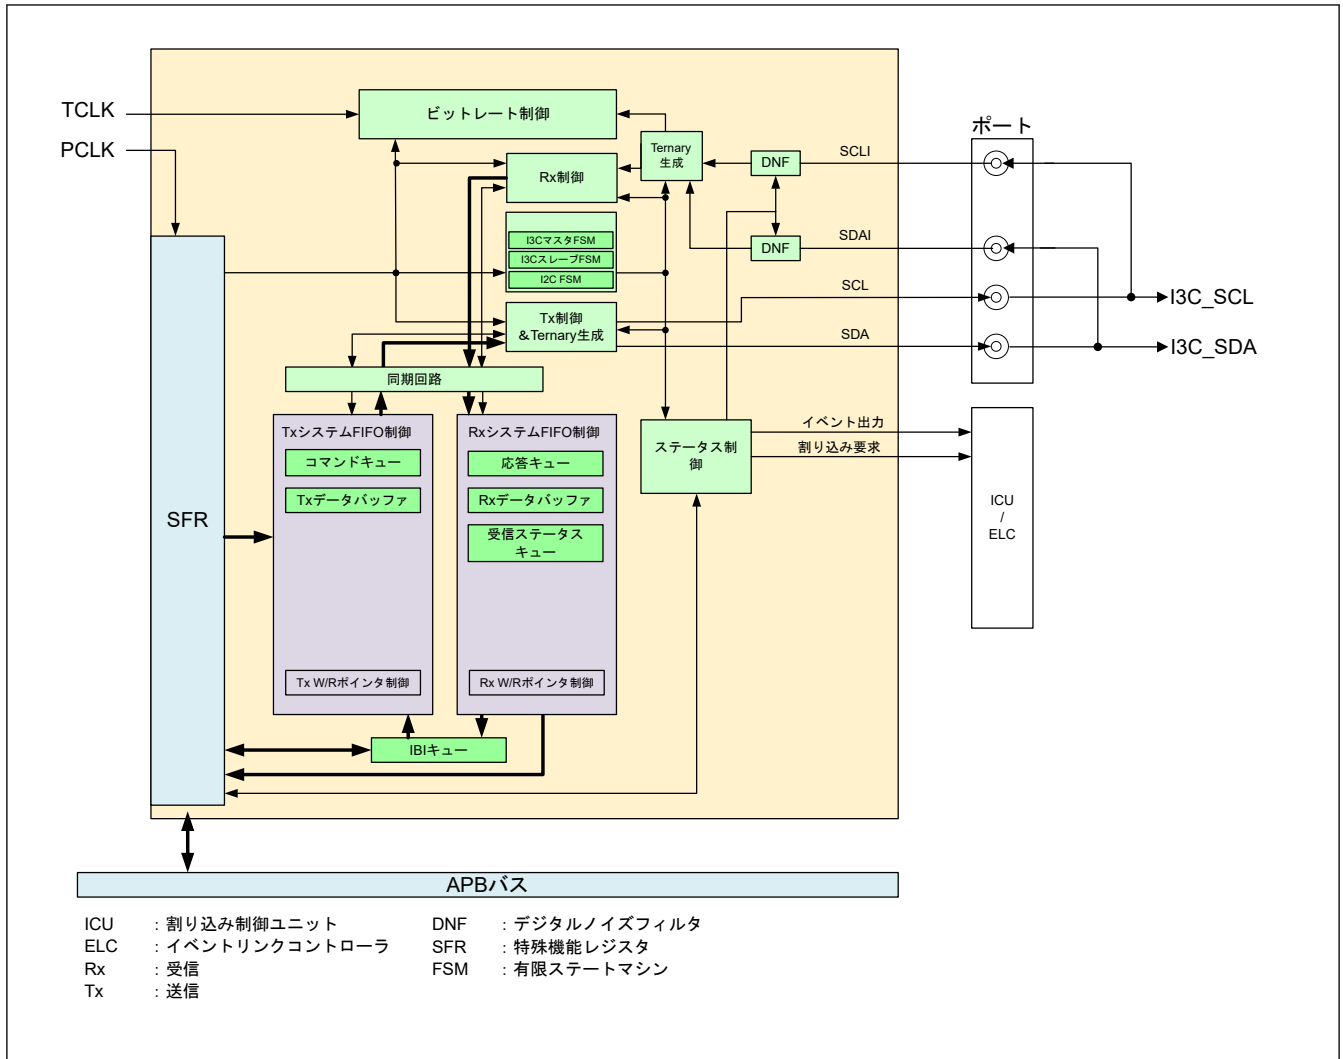 TCLK
PCLK
ビットレート制御
Ternary
生成
Rx制御
DNF
SCLI
ポート
I3CマスタFSM
I3CスレーブFSM
I2C FSM
DNF
SDAI
SCL
I3C_SCL
Tx制御
&Ternary生成
SDA
I3C_SDA
同期回路
TxシステムFIFO制御
コマンドキュー
Txデータバッファ
Tx W/Rポインタ制御
RxシステムFIFO制御
応答キュー
Rxデータバッファ
受信ステータス
キュー
Rx W/Rポインタ制御
ステータス制
御
イベント出力
割り込み要求
ICU
/
ELC
SFR
IBIキュー
APBバス
ICU : 割り込み制御ユニット
ELC : イベントリンクコントローラ
Rx : 受信
Tx : 送信
DNF : デジタルノイズフィルタ
SFR : 特殊機能レジスタ
FSM : 有限ステートマシン